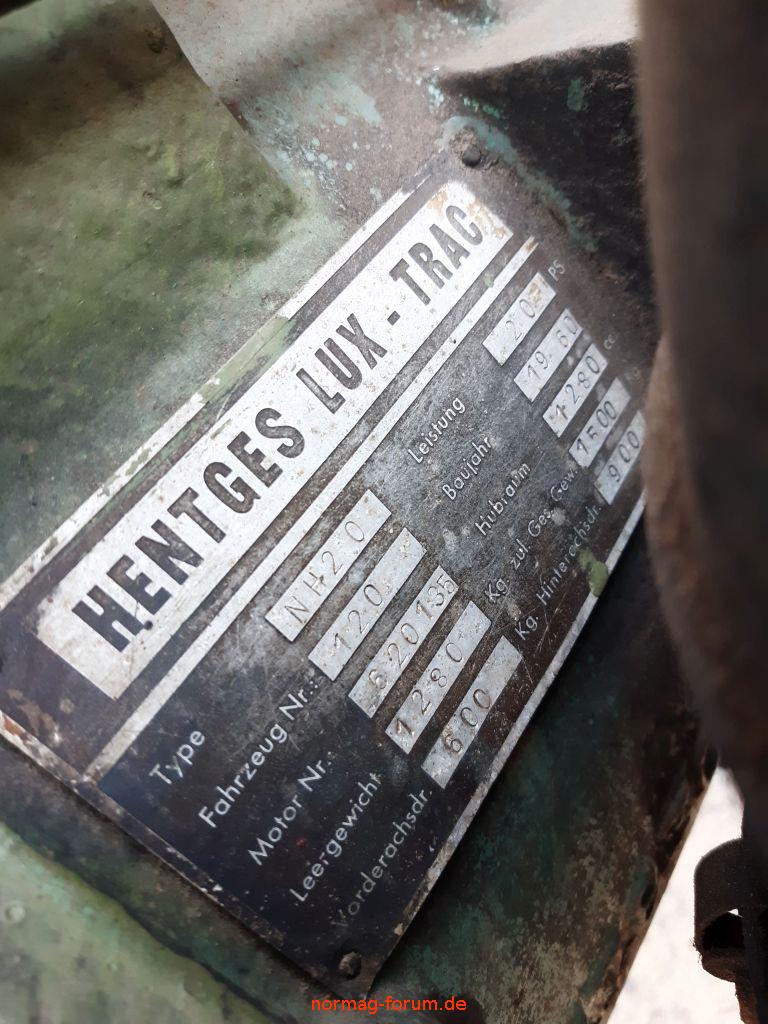 HENTGES LUX - TRAC
Type NH20 Leistung 20 PS
Fahrzeug Nr.: 120 Baujahr 1960
Motor Nr. 620135 Hubraum 1280 cc
Leergewicht 1280 Kg. zul. Ges. Gew. 1500
Vorderachsdr. 600 Kg. Hinterachsdr. 900
normag-forum.de